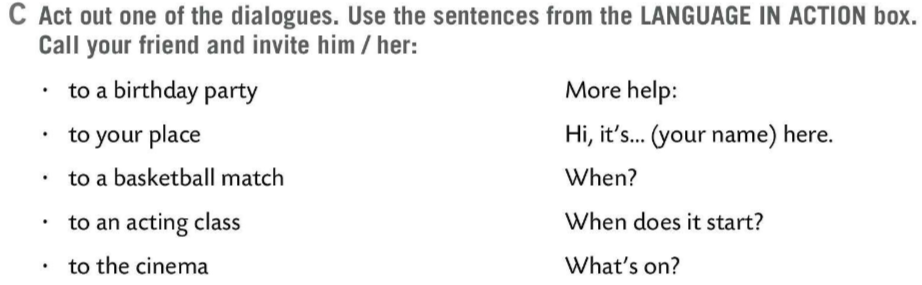 C Act out one of the dialogues. Use the sentences from the LANGUAGE IN ACTION box.
Call your friend and invite him / her:
· to a birthday party
· to your place
· to a basketball match
· to an acting class
· to the cinema
More help:
Hi, it's... (your name) here.
When?
When does it start?
What's on?